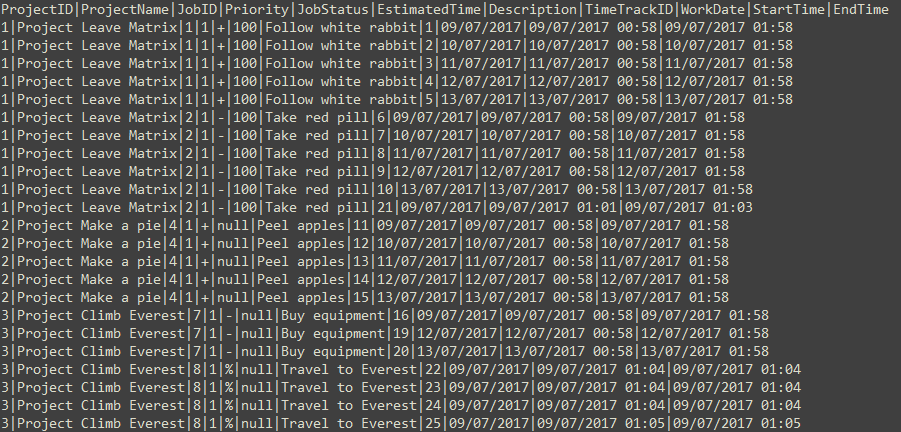 ProjectID|ProjectName|JobID|Priority|JobStatus|EstimatedTime|Description|TimeTrackID|WorkDate|StartTime|EndTime
1|Project Leave Matrix|1|1|+|100|Follow white rabbit|1|09/07/2017|09/07/2017 00:58|09/07/2017 01:58
1|Project Leave Matrix|1|1|+|100|Follow white rabbit|2|10/07/2017|10/07/2017 00:58|10/07/2017 01:58
1|Project Leave Matrix|1|1|+|100|Follow white rabbit|3|11/07/2017|11/07/2017 00:58|11/07/2017 01:58
1|Project Leave Matrix|1|1|+|100|Follow white rabbit|4|12/07/2017|12/07/2017 00:58|12/07/2017 01:58
1|Project Leave Matrix|1|1|+|100|Follow white rabbit|5|13/07/2017|13/07/2017 00:58|13/07/2017 01:58
1|Project Leave Matrix|2|1|-|100|Take red pill|6|09/07/2017|09/07/2017 00:58|09/07/2017 01:58
1|Project Leave Matrix|2|1|-|100|Take red pill|7|10/07/2017|10/07/2017 00:58|10/07/2017 01:58
1|Project Leave Matrix|2|1|-|100|Take red pill|8|11/07/2017|11/07/2017 00:58|11/07/2017 01:58
1|Project Leave Matrix|2|1|-|100|Take red pill|9|12/07/2017|12/07/2017 00:58|12/07/2017 01:58
1|Project Leave Matrix|2|1|-|100|Take red pill|10|13/07/2017|13/07/2017 00:58|13/07/2017 01:58
1|Project Leave Matrix|2|1|-|100|Take red pill|21|09/07/2017|09/07/2017 01:01|09/07/2017 01:03
2|Project Make a pie|4|1|+|null|Peel apples|11|09/07/2017|09/07/2017 00:58|09/07/2017 01:58
2|Project Make a pie|4|1|+|null|Peel apples|12|10/07/2017|10/07/2017 00:58|10/07/2017 01:58
2|Project Make a pie|4|1|+|null|Peel apples|13|11/07/2017|11/07/2017 00:58|11/07/2017 01:58
2|Project Make a pie|4|1|+|null|Peel apples|14|12/07/2017|12/07/2017 00:58|12/07/2017 01:58
2|Project Make a pie|4|1|+|null|Peel apples|15|13/07/2017|13/07/2017 00:58|13/07/2017 01:58
3|Project Climb Everest|7|1|-|null|Buy equipment|16|09/07/2017|09/07/2017 00:58|09/07/2017 01:58
3|Project Climb Everest|7|1|-|null|Buy equipment|19|12/07/2017|12/07/2017 00:58|12/07/2017 01:58
3|Project Climb Everest|7|1|-|null|Buy equipment|20|13/07/2017|13/07/2017 00:58|13/07/2017 01:58
3|Project Climb Everest|8|1|%|null|Travel to Everest|22|09/07/2017|09/07/2017 01:04|09/07/2017 01:04
3|Project Climb Everest|8|1|%|null|Travel to Everest|23|09/07/2017|09/07/2017 01:04|09/07/2017 01:04
3|Project Climb Everest|8|1|%|null|Travel to Everest|24|09/07/2017|09/07/2017 01:04|09/07/2017 01:04
3|Project Climb Everest|8|1|%|null|Travel to Everest|25|09/07/2017|09/07/2017 01:05|09/07/2017 01:05